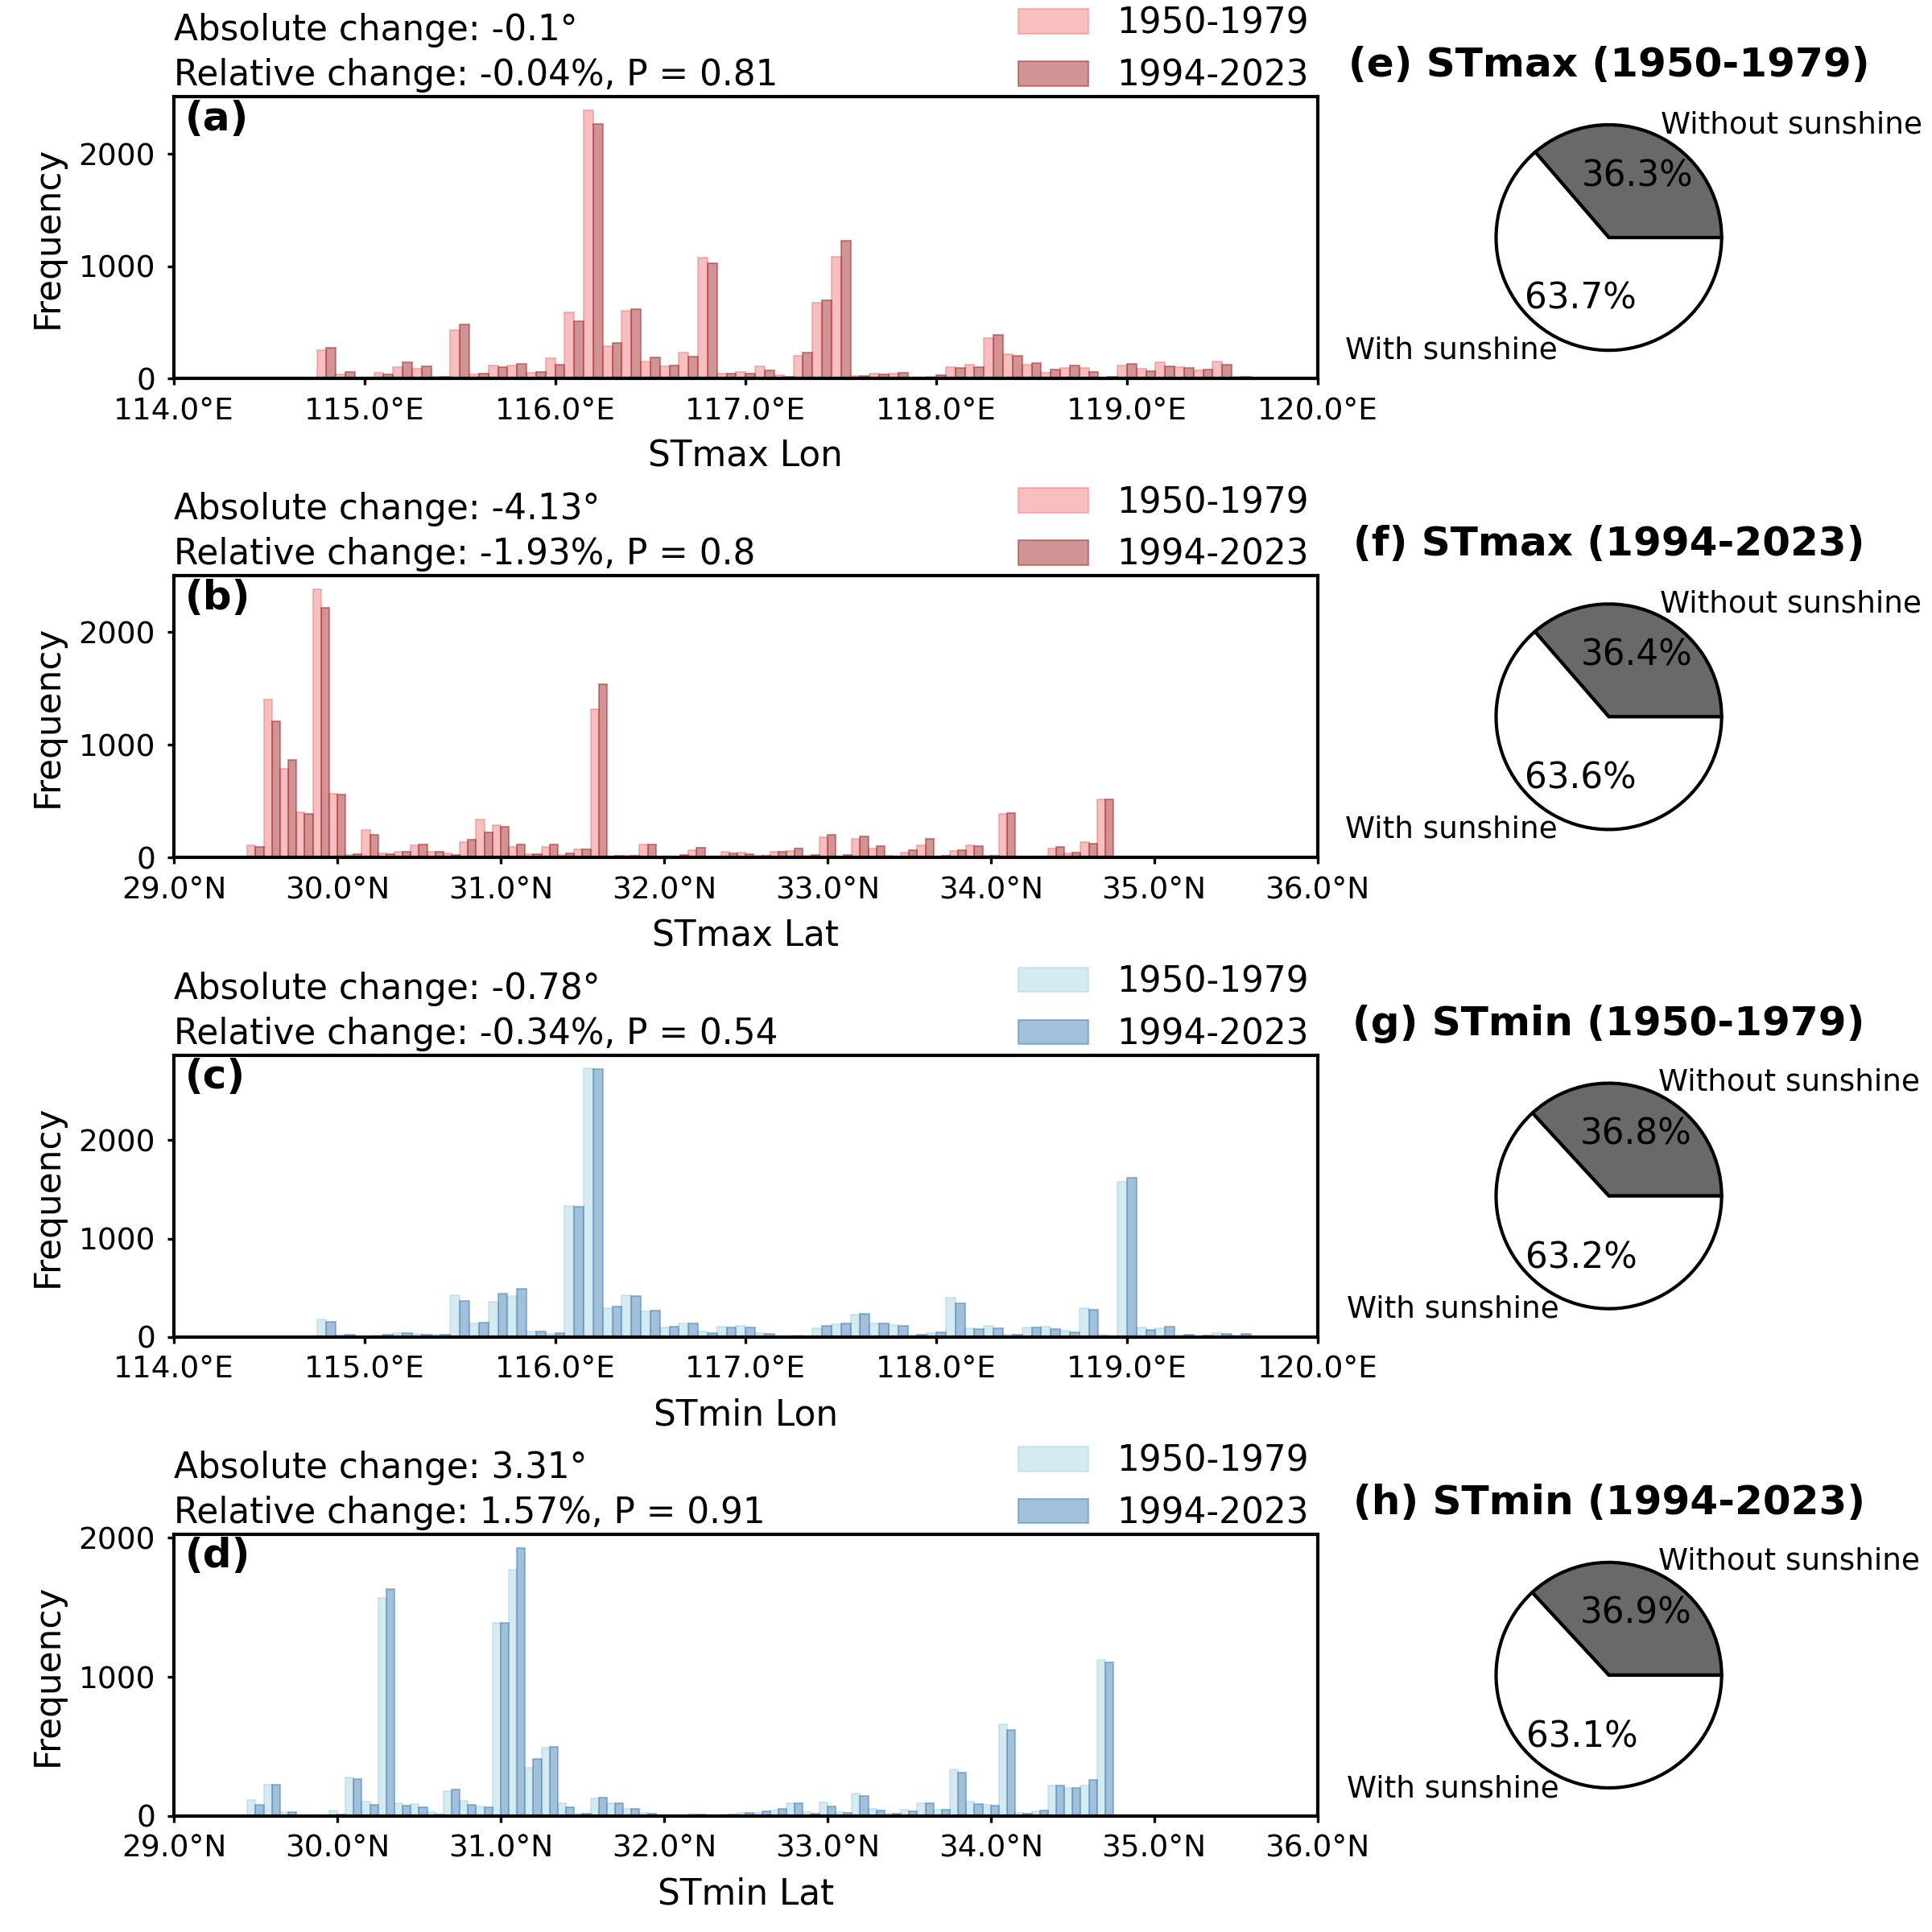 Absolute change: -0.1°
Relative change: -0.04%, P = 0.81
1950-1979
1994-2023
(a)
Frequency
2000
1000
0
114.0°E 115.0°E 116.0°E 117.0°E 118.0°E 119.0°E 120.0°E
STmax Lon
(e) STmax (1950-1979)
Without sunshine
36.3%
63.7%
With sunshine
Absolute change: -4.13°
Relative change: -1.93%, P = 0.8
1950-1979
1994-2023
(b)
Frequency
2000
1000
0
29.0°N 30.0°N 31.0°N 32.0°N 33.0°N 34.0°N 35.0°N 36.0°N
STmax Lat
(f) STmax (1994-2023)
Without sunshine
36.4%
63.6%
With sunshine
Absolute change: -0.78°
Relative change: -0.34%, P = 0.54
1950-1979
1994-2023
(c)
Frequency
2000
1000
0
114.0°E 115.0°E 116.0°E 117.0°E 118.0°E 119.0°E 120.0°E
STmin Lon
(g) STmin (1950-1979)
Without sunshine
36.8%
63.2%
With sunshine
Absolute change: 3.31°
Relative change: 1.57%, P = 0.91
1950-1979
1994-2023
(d)
Frequency
2000
1000
0
29.0°N 30.0°N 31.0°N 32.0°N 33.0°N 34.0°N 35.0°N 36.0°N
STmin Lat
(h) STmin (1994-2023)
Without sunshine
36.9%
63.1%
With sunshine